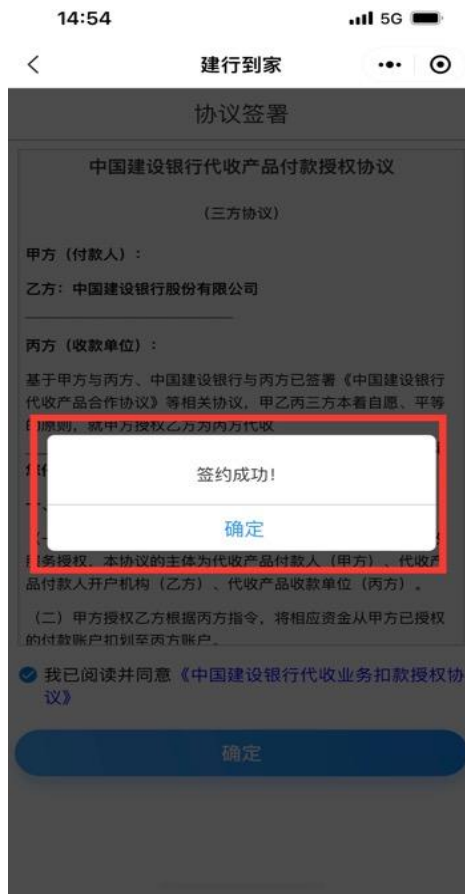 14:54
5G
建行到家
协议签署
中国建设银行代收产品付款授权协议
（三方协议）
甲方（付款人）：
乙方：中国建设银行股份有限公司
丙方（收款单位）：
基于甲方与丙方、中国建设银行与丙方已签署《中国建设银行
代收产品合作协议》等相关协议，甲乙丙三方本着自愿、平等
的原则，就甲方授权乙方为丙方代收
签约成功!
确定
服务授权，本协议的主体为代收产品付款人（甲方）、代收产
品付款人开户机构（乙方）、代收产品收款单位（丙方）。
（二）甲方授权乙方根据丙方指令，将相应资金从甲方已授权
的付款账户扣划至丙方账户。
我已阅读并同意《中国建设银行代收业务扣款授权协
议》
确定